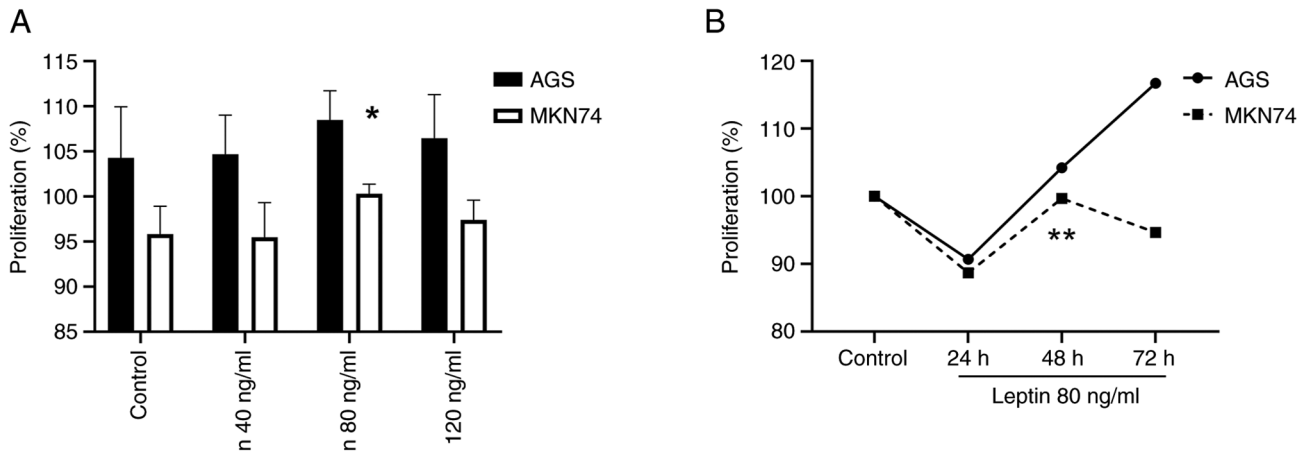 A
B
Proliferation (%)
115
110
105
100
95
90
85
AGS
MKN74
*
Control
n 40 ng/ml
n 80 ng/ml
120 ng/ml
Proliferation (%)
120
110
100
90
80
AGS
MKN74
**
Control 24 h 48 h 72 h
Leptin 80 ng/ml